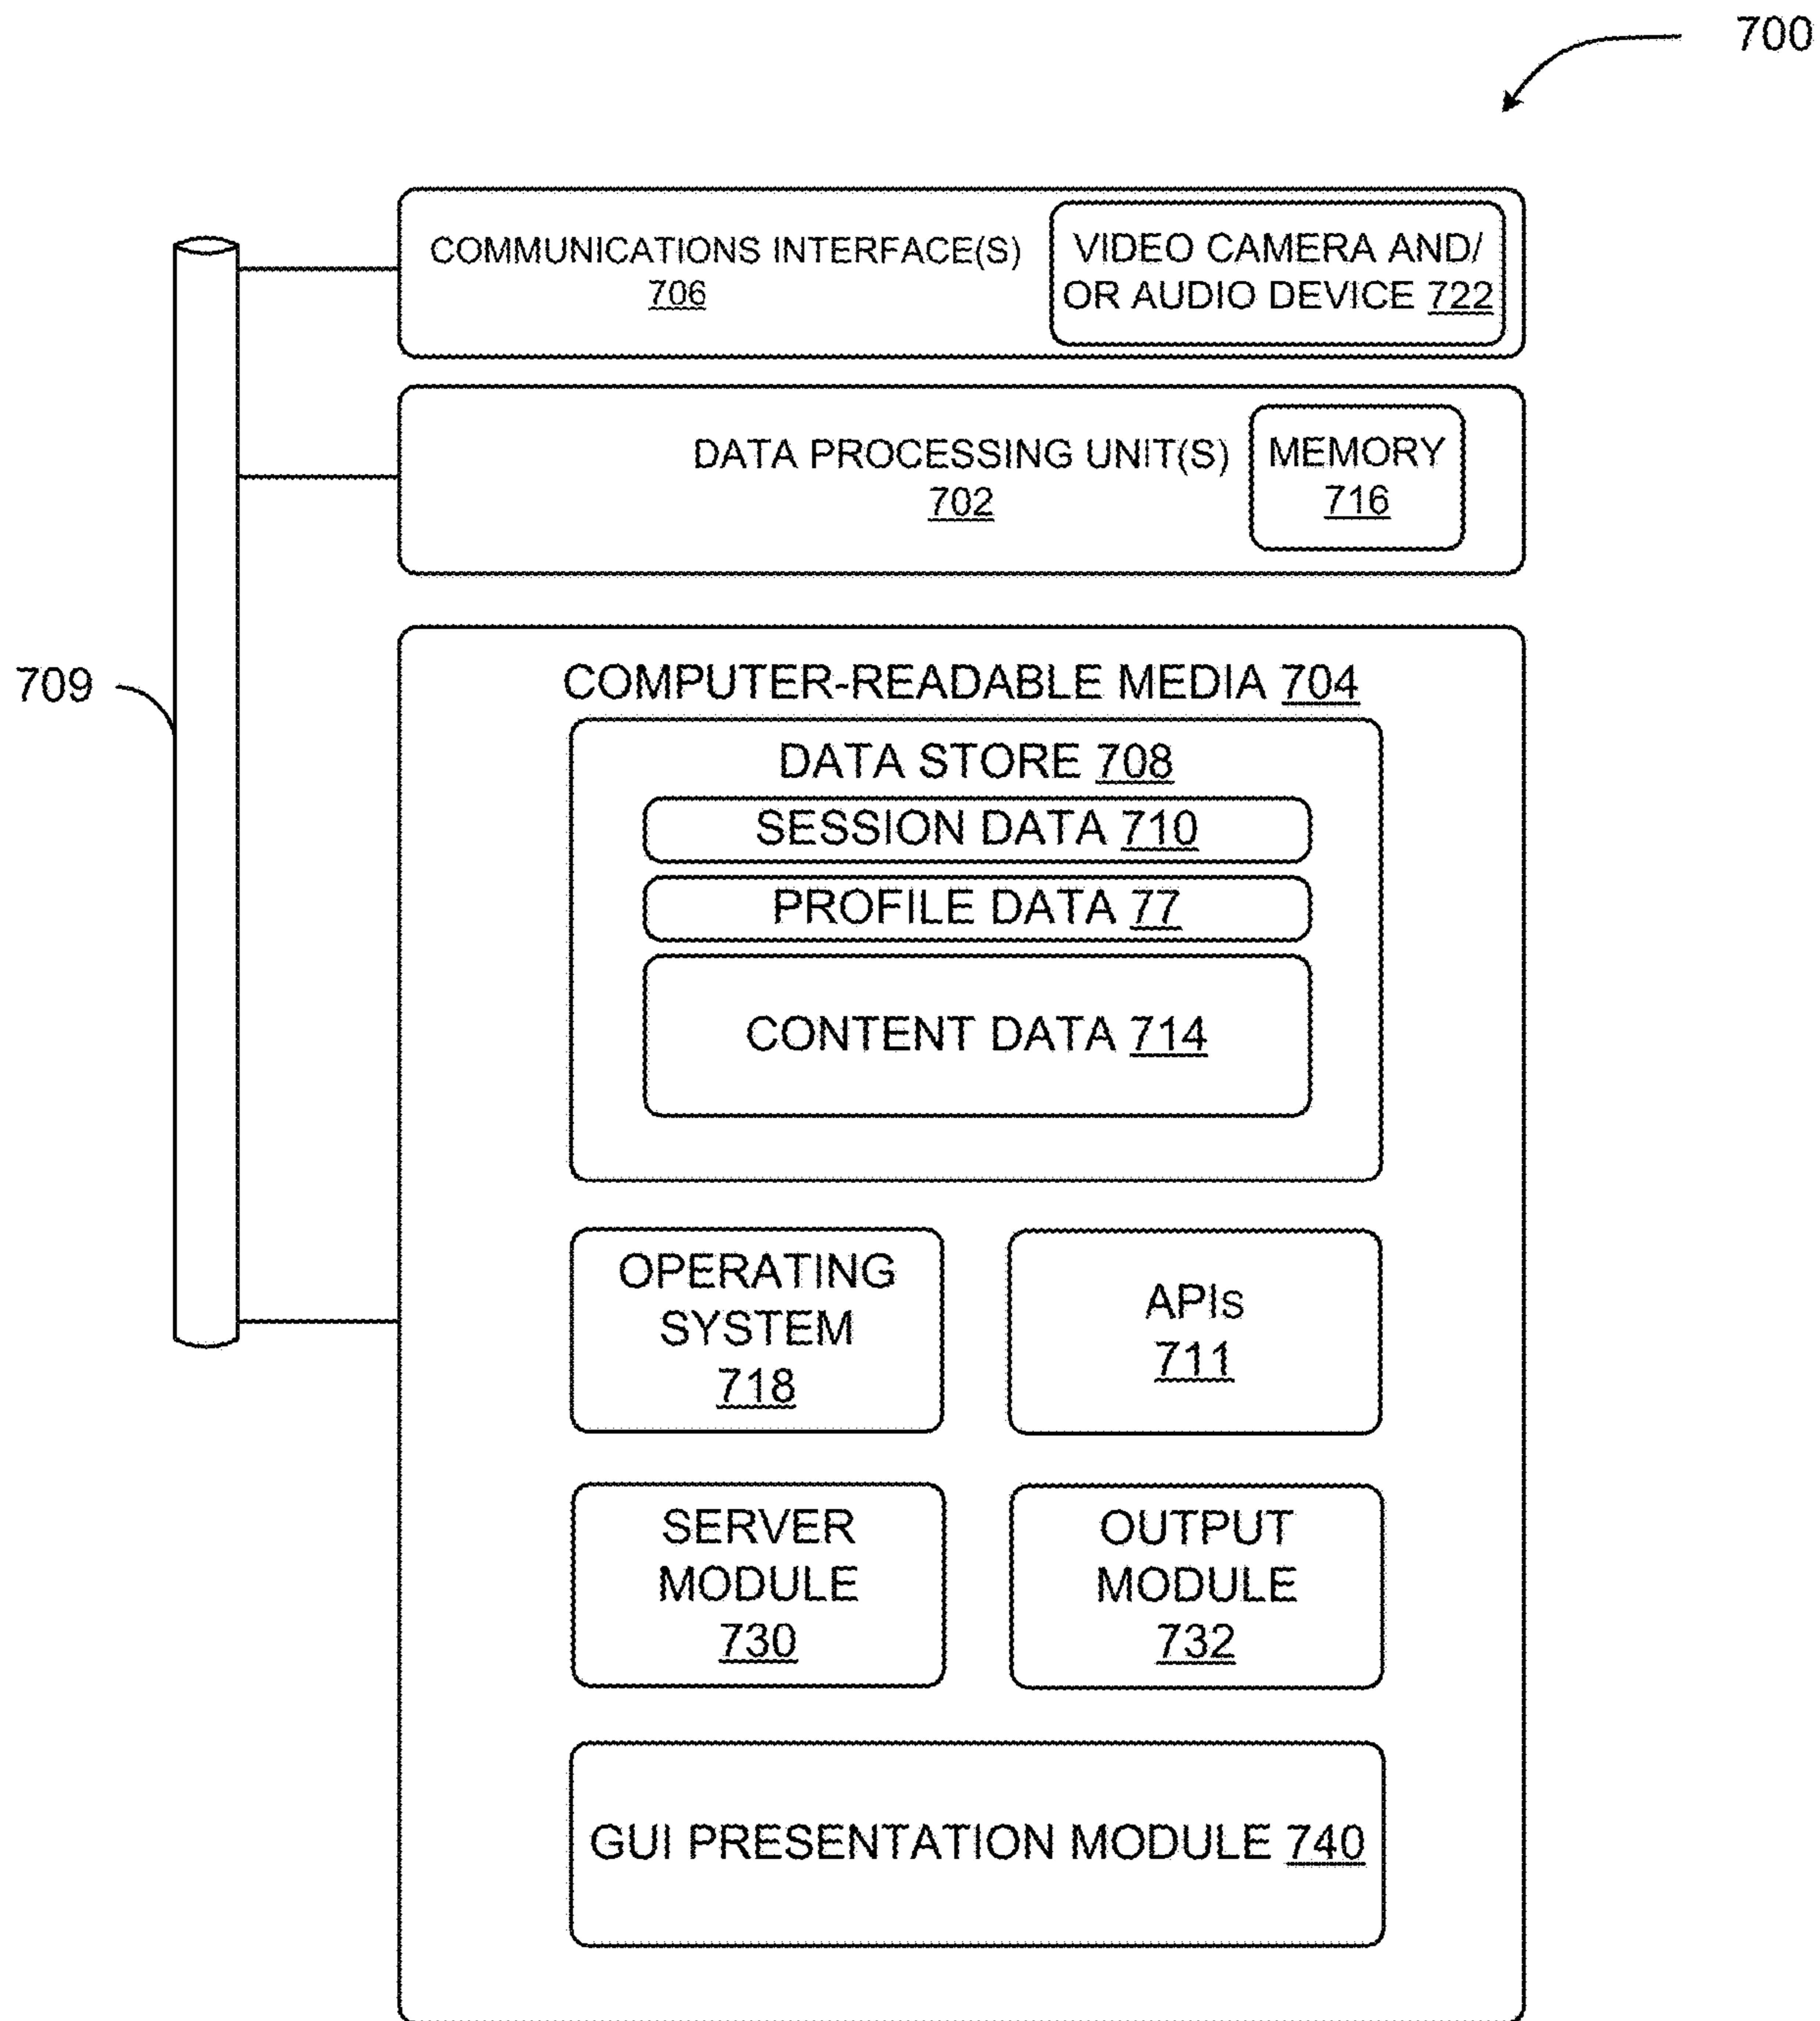 700
COMMUNICATIONS INTERFACE(S)
706
VIDEO CAMERA AND/
OR AUDIO DEVICE 722
DATA PROCESSING UNIT(S)
702
MEMORY
716
709
COMPUTER-READABLE MEDIA 704
DATA STORE 708
SESSION DATA 710
PROFILE DATA 77
CONTENT DATA 714
OPERATING
SYSTEM
718
APIs
711
SERVER
MODULE
730
OUTPUT
MODULE
732
GUI PRESENTATION MODULE 740